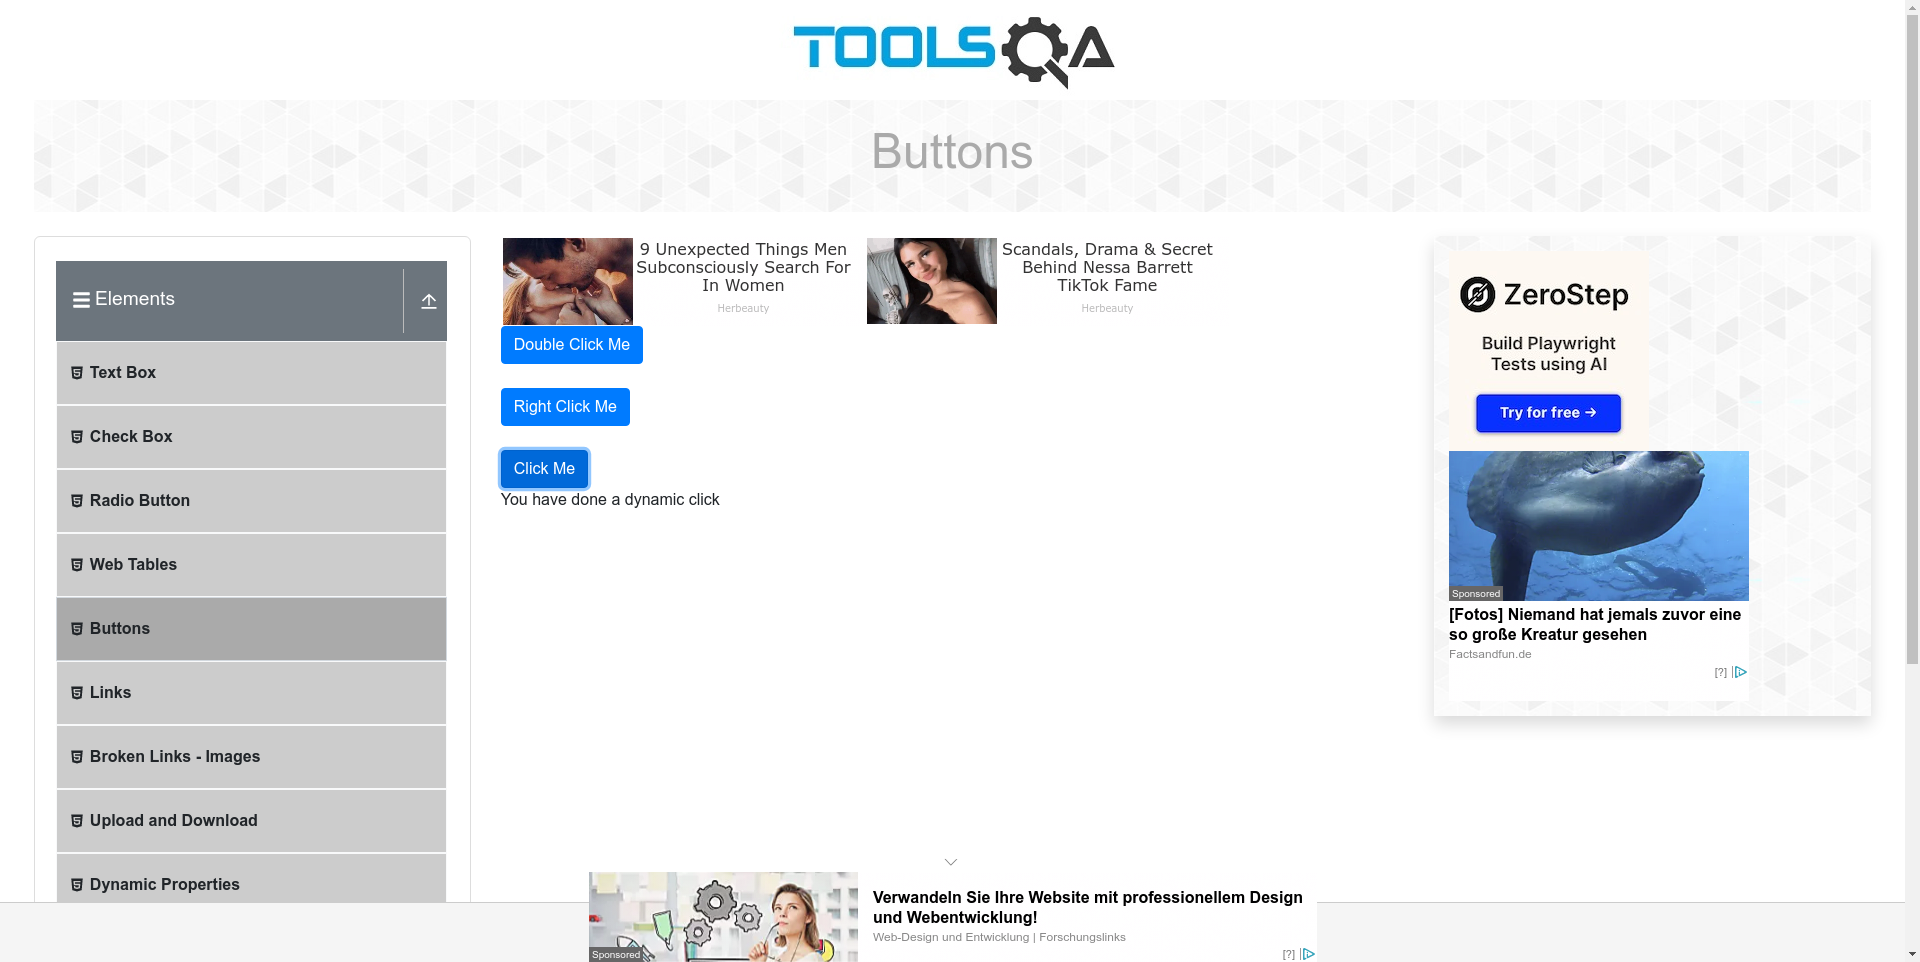 TOOLSQA
Buttons
Elements
Text Box
Check Box
Radio Button
Web Tables
Buttons
Links
Broken Links - Images
Upload and Download
Dynamic Properties
9 Unexpected Things Men
Subconsciously Search For
In Women
Herbeauty
Scandals, Drama & Secret
Behind Nessa Barrett
TikTok Fame
Herbeauty
Double Click Me
Right Click Me
Click Me
You have done a dynamic click
ZeroStep
Build Playwright
Tests using AI
Try for free →
Sponsored
[Fotos] Niemand hat jemals zuvor eine
so große Kreatur gesehen
Factsandfun.de
[?]
Sponsored
Verwandeln Sie Ihre Website mit professionellem Design
und Webentwicklung!
Web-Design und Entwicklung | Forschungslinks
[?]